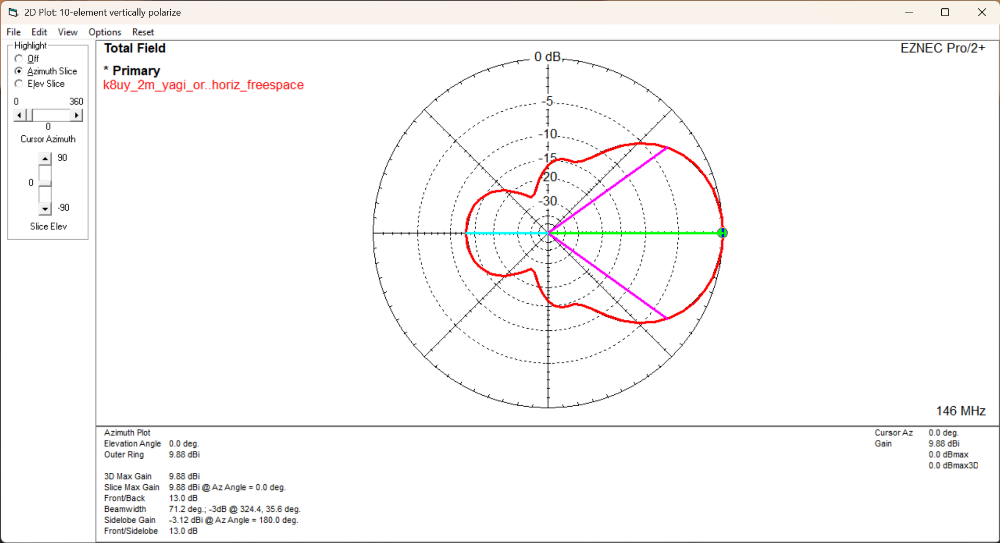 2D Plot: 10-element vertically polarize
File Edit View Options Reset
Highlight
Off
Azimuth Slice
Elev Slice
0 360
0
Cursor Azimuth
90
0
-90
Slice Elev
Total Field
EZNEC Pro/2+
* Primary
k8uy_2m_yagi_or..horiz_freespace
0 dB
-5
-10
-15
-20
-30
146 MHz
Azimuth Plot
Elevation Angle 0.0 deg.
Outer Ring 9.88 dBi
3D Max Gain 9.88 dBi
Slice Max Gain 9.88 dBi @ Az Angle = 0.0 deg.
Front/Back 13.0 dB
Beamwidth 71.2 deg.; -3dB @ 324.4, 35.6 deg.
Sidelobe Gain -3.12 dBi @ Az Angle = 180.0 deg.
Front/Sidelobe 13.0 dB
Cursor Az 0.0 deg.
Gain 9.88 dBi
0.0 dBmax
0.0 dBmax3D